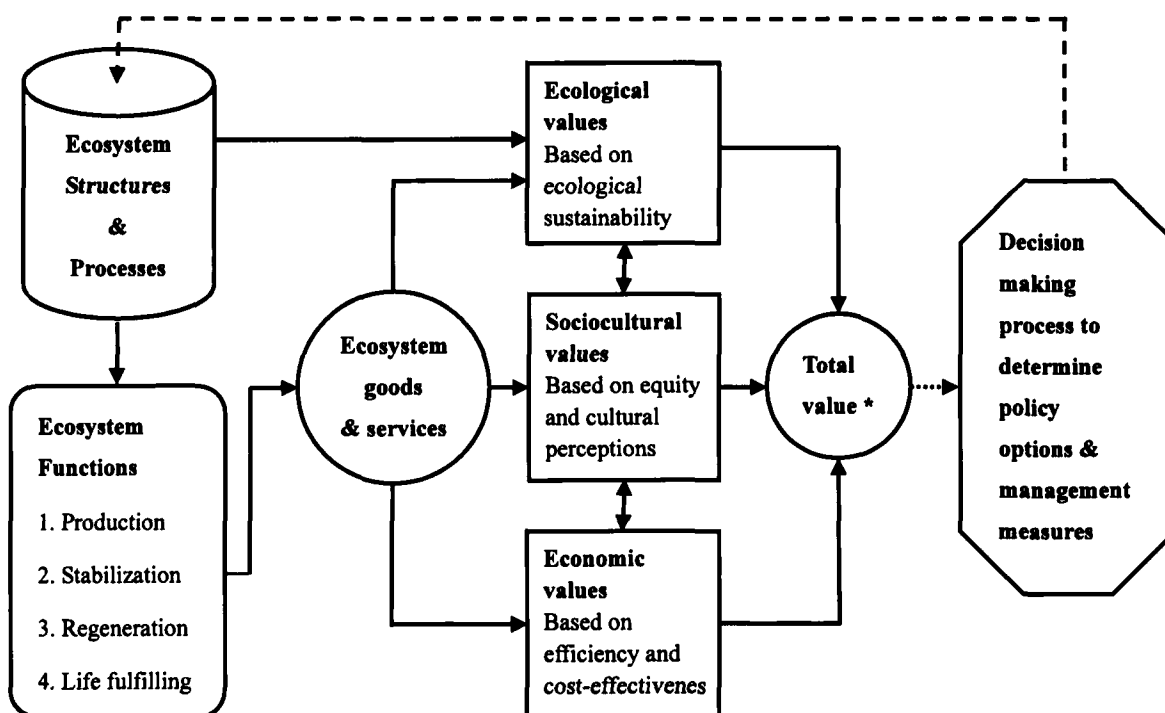 Ecosystem
Structures
&
Processes
Ecosystem
Functions
1. Production
2. Stabilization
3. Regeneration
4. Life fulfilling
Ecosystem
goods
& services
Ecological
values
Based on
ecological
sustainability
Sociocultural
values
Based on equity
and cultural
perceptions
Economic
values
Based on
efficiency and
cost-effectivenes
Total
value *
Decision
making
process to
determine
policy
options &
management
measures